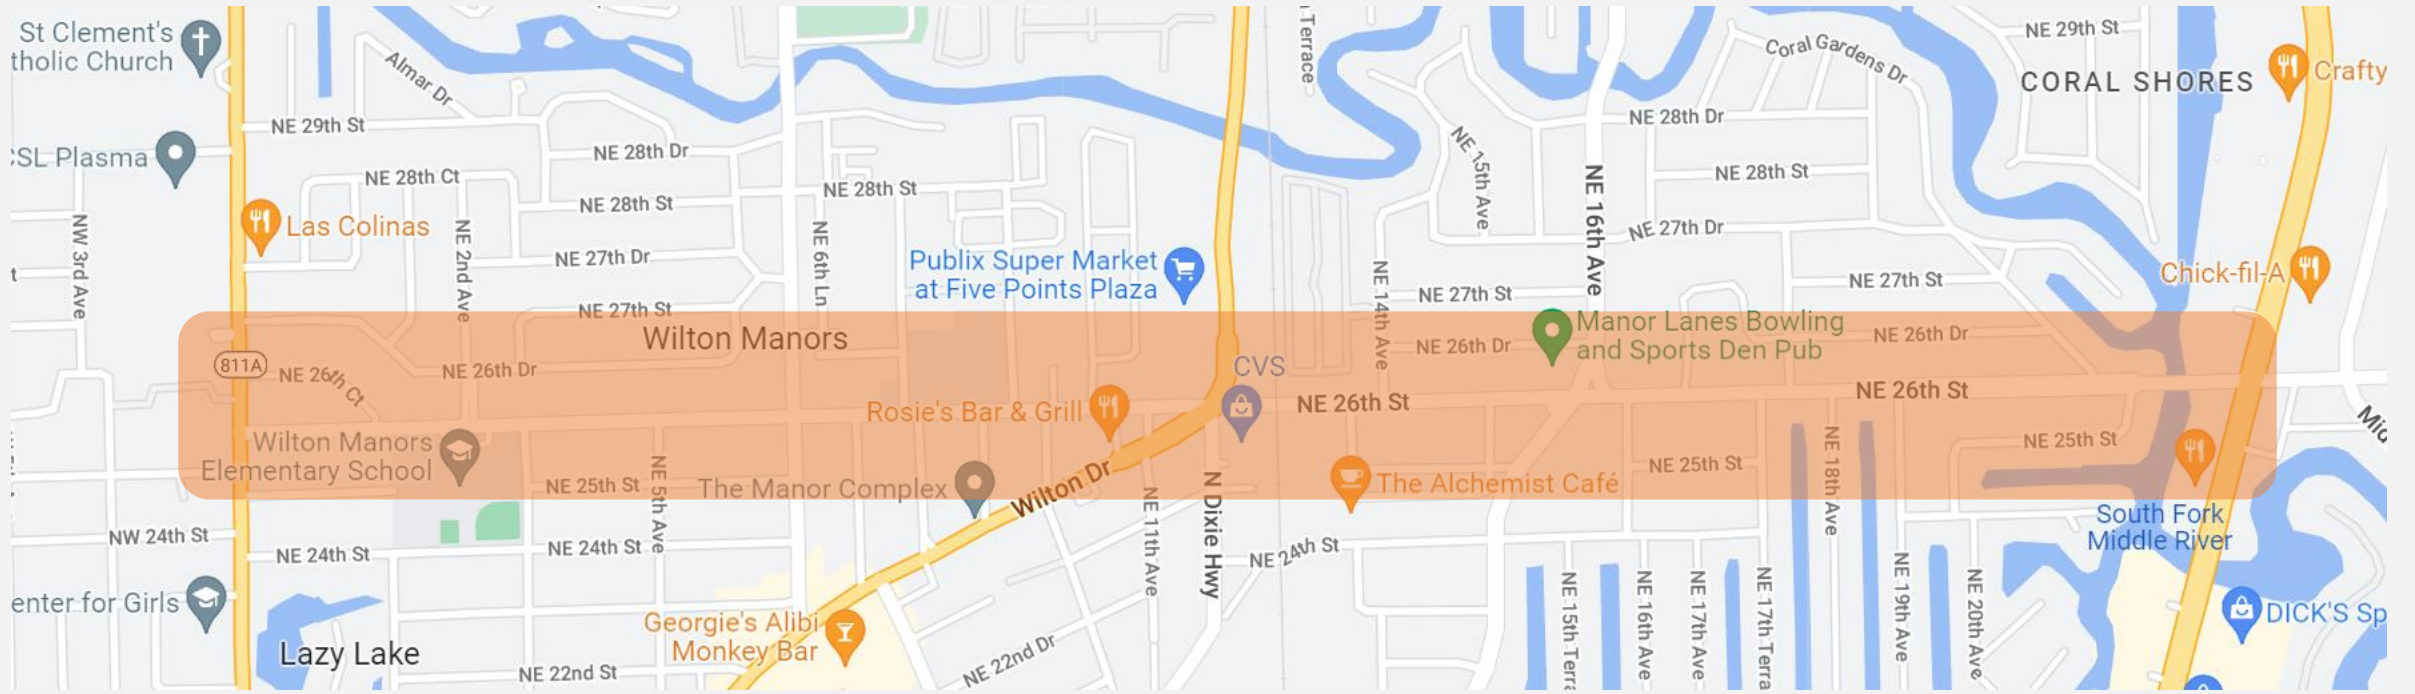 St Clement's
tholic Church
Almar Dr
Terrace
Coral Gardens Dr
NE 29th St
CORAL SHORES
Crafty
NE 29th St
NE 28th Dr
NE 28th Dr
CSL Plasma
NE 28th Ct
NE 15th Ave
NE 28th St
NE 28th St
NE 28th St
NE 16th Ave
NW 3rd Ave
Las Colinas
NE 2nd Ave
NE 6th Ln
NE 27th Dr
NE 27th Dr
Publix Super Market
at Five Points Plaza
NE 14th Ave
NE 27th St
NE 27th St
Chick-fil-A
t
NE 27th St
Wilton Manors
Manor Lanes Bowling
and Sports Den Pub
NE 26th Dr
NE 26th Dr
811A
NE 26th Ct
NE 26th Dr
CVS
NE 26th St
NE 26th St
Rosie's Bar & Grill
Mid
Wilton Manors
Elementary School
NE 5th Ave
NE 25th St
The Manor Complex
Wilton Dr
NE 11th Ave
N Dixie Hwy
The Alchemist Café
NE 25th St
NE 18th Ave
NE 25th St
South Fork
Middle River
NW 24th St
NE 24th St
NE 24th St
NE 24th St
enter for Girls
Lazy Lake
Georgie's Alibi
Monkey Bar
NE 22nd St
NE 22nd Dr
NE 15th Terra
NE 16th Ave
NE 17th Ave
NE 17th Terra
NE 19th Ave
NE 20th Ave
DICK'S Sp